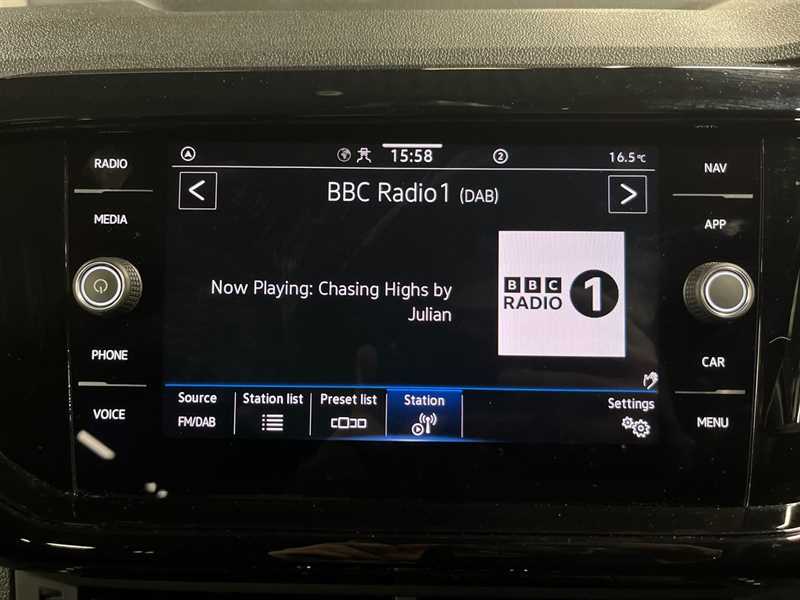 RADIO
MEDIA
PHONE
VOICE
15:58
2
16.5°C
< BBC Radio1 (DAB) >
Now Playing: Chasing Highs by
Julian
BBC
RADIO 1
Source
FM/DAB
Station list
Preset list
Station
Settings
NAV
APP
CAR
MENU